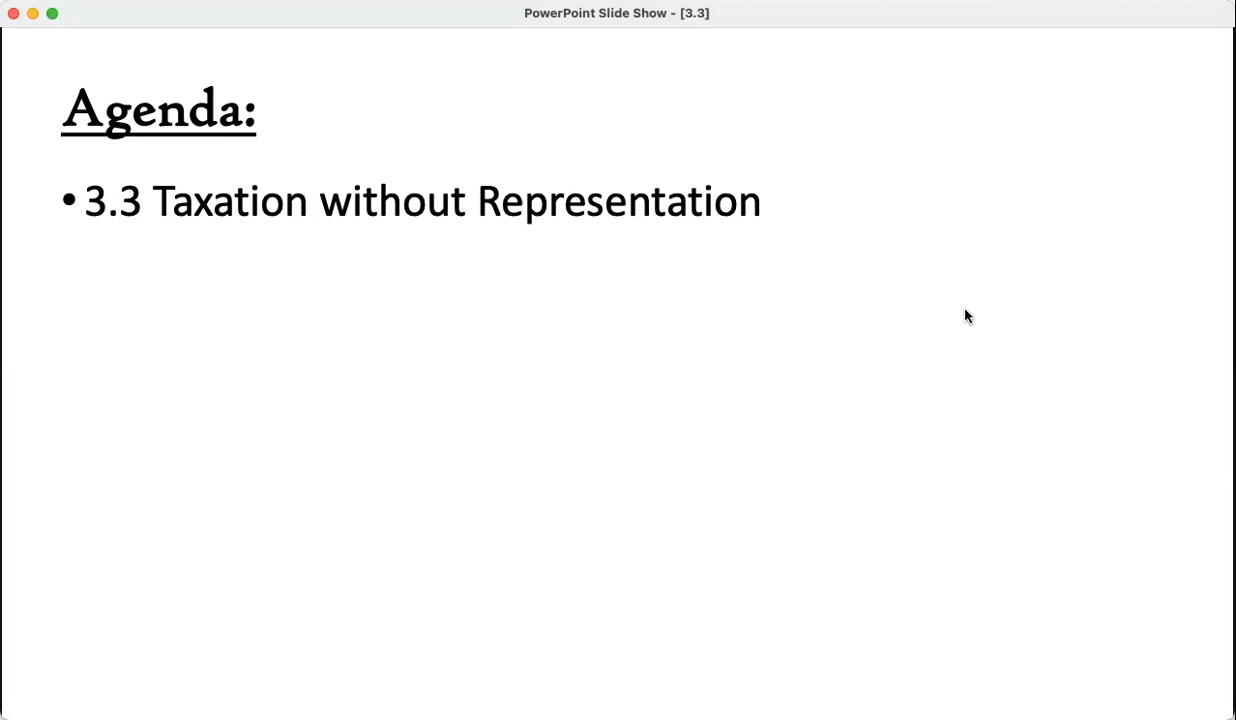 PowerPoint Slide Show - [3.3]
Agenda:
• 3.3 Taxation without Representation